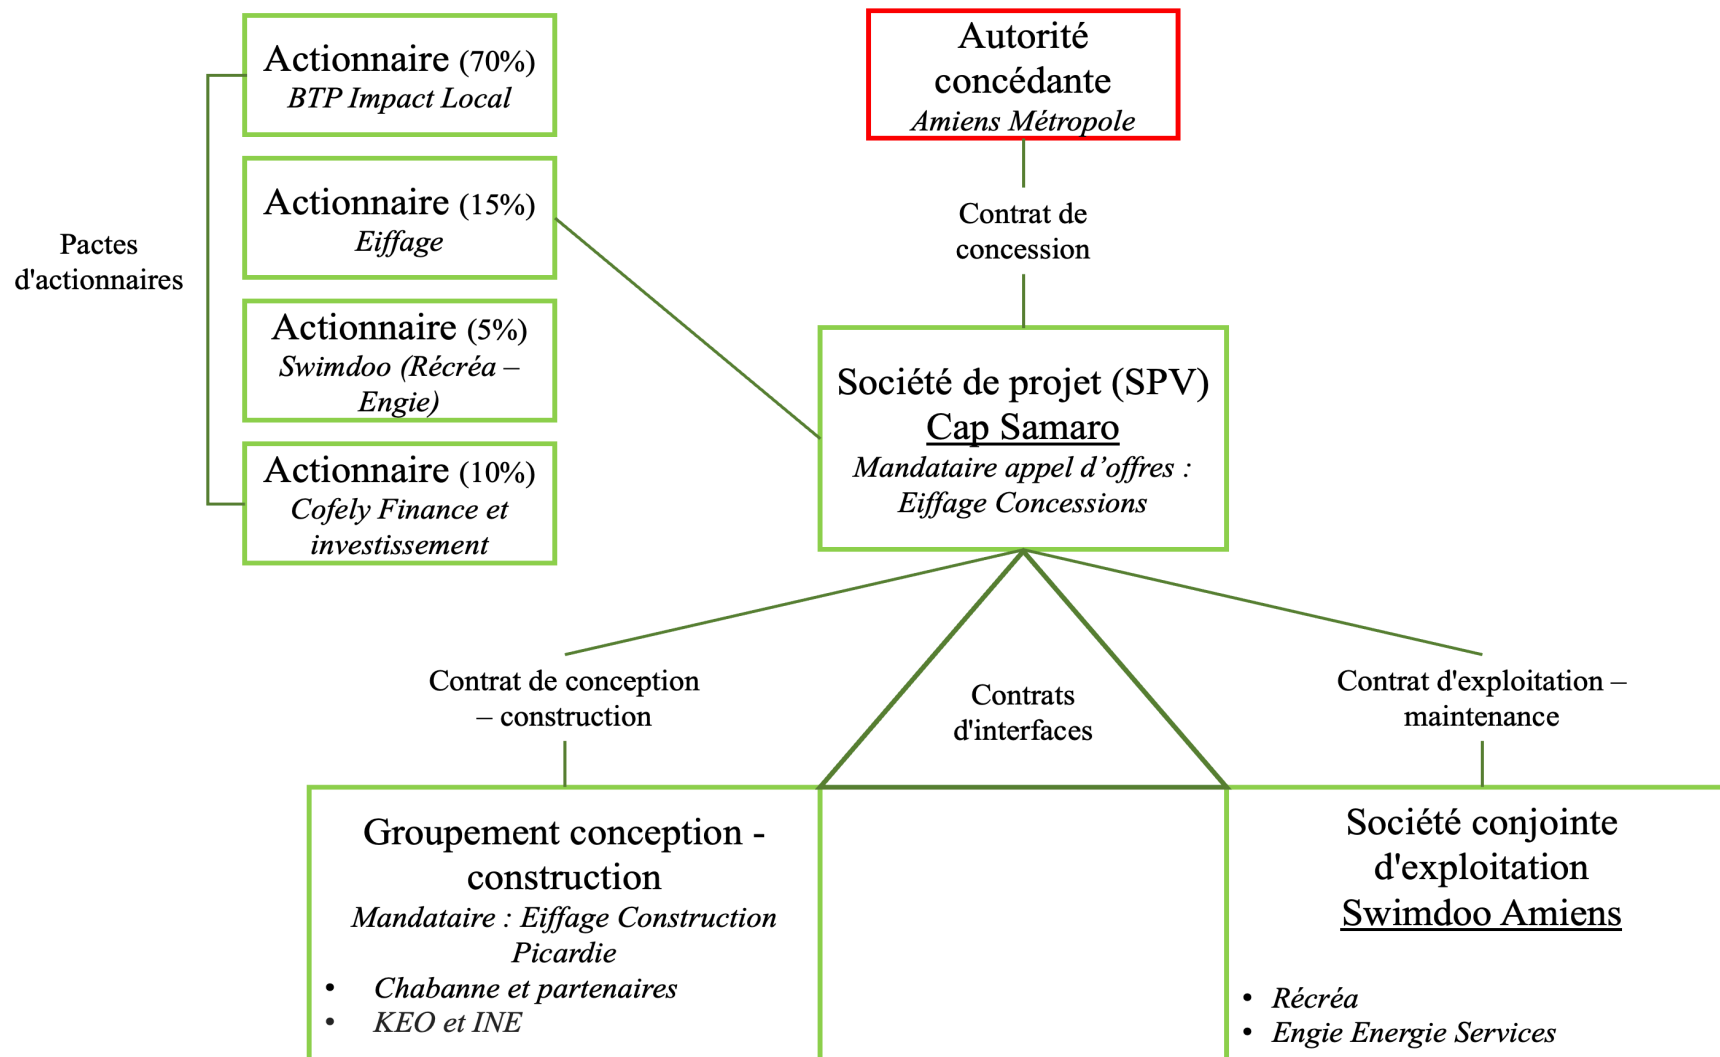 Actionnaire (70%)
BTP Impact Local
Autorité
concédante
Amiens Métropole
Actionnaire (15%)
Eiffage
Contrat de
concession
Pactes
d'actionnaires
Actionnaire (5%)
Swimdoo (Récréa –
Engie)
Actionnaire (10%)
Cofely Finance et
investissement
Société de projet (SPV)
Cap Samaro
Mandataire appel d’offres :
Eiffage Concessions
Contrat de conception
– construction
Contrats
d'interfaces
Contrat d'exploitation –
maintenance
Groupement conception -
construction
Mandataire : Eiffage Construction
Picardie
• Chabanne et partenaires
• KEO et INE
Société conjointe
d'exploitation
Swimdoo Amiens
• Récréa
• Engie Energie Services